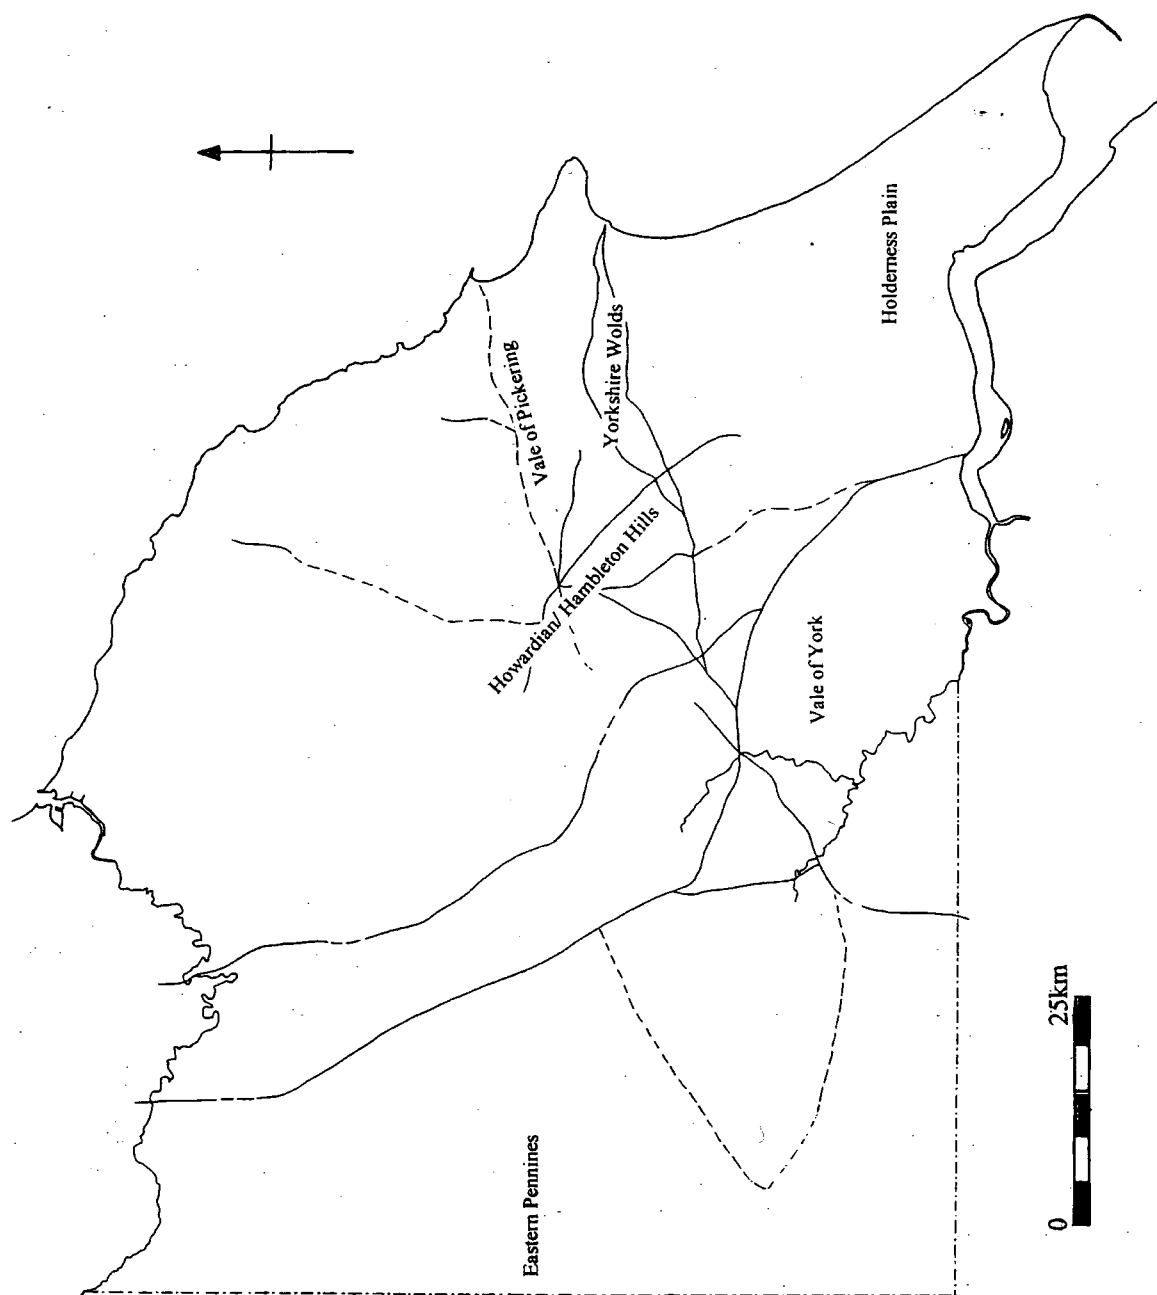 Vale of Pickering
Yorkshire Wolds
Holderness Plain
Howardian/ Hambleton Hills
Vale of York
Eastern Pennines
0
25km